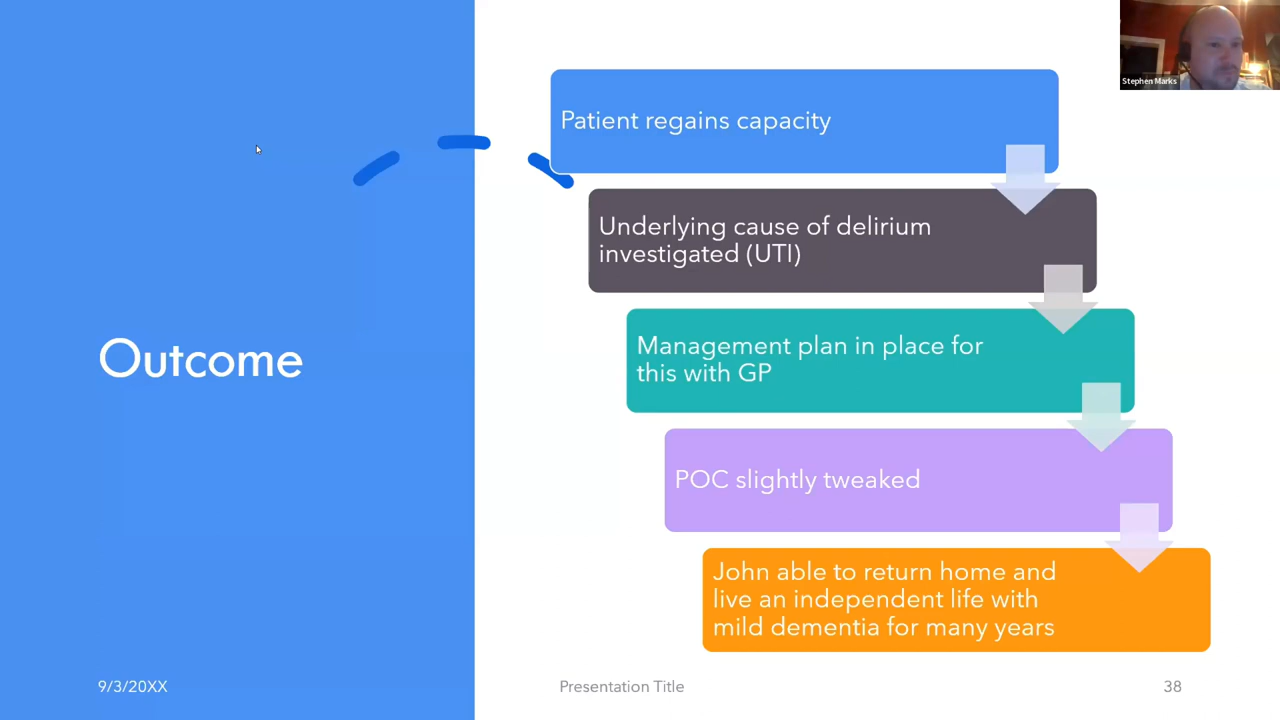 Stephen Marks
Patient regains capacity
Underlying cause of delirium
investigated (UTI)
Management plan in place for
this with GP
Outcome
POC slightly tweaked
John able to return home and
live an independent life with
mild dementia for many years
9/3/20XX
Presentation Title
38